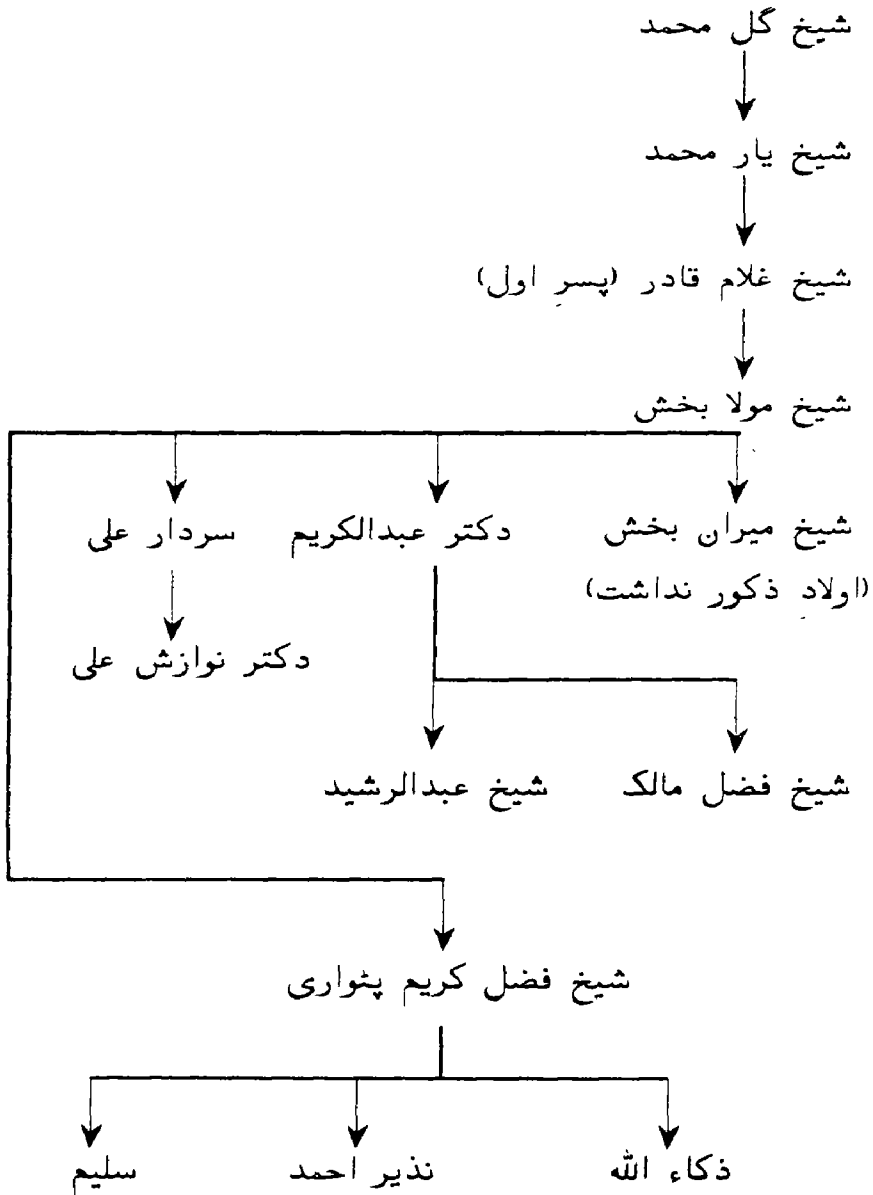 شیخ گل محمد
شیخ یار محمد
شیخ غلام قادر (پسرِ اول)
شیخ مولا بخش
شیخ میران بخش دکتر عبدالکریم سردار علی
(اولادِ ذکور نداشت)
دکتر نوازش علی
شیخ فضل مالک شیخ عبدالرشید
شیخ فضل کریم پٹواری
ذکاء الله نذیر احمد سلیم